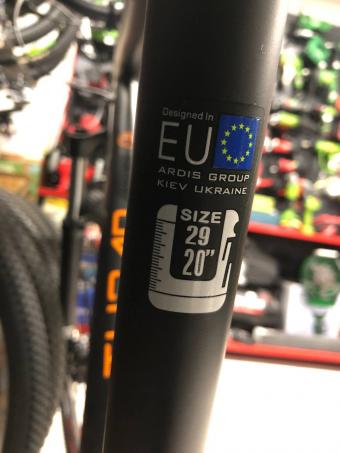 Designed In
EU
ARDIS GROUP
KIEV UKRAINE
SIZE
29
20”